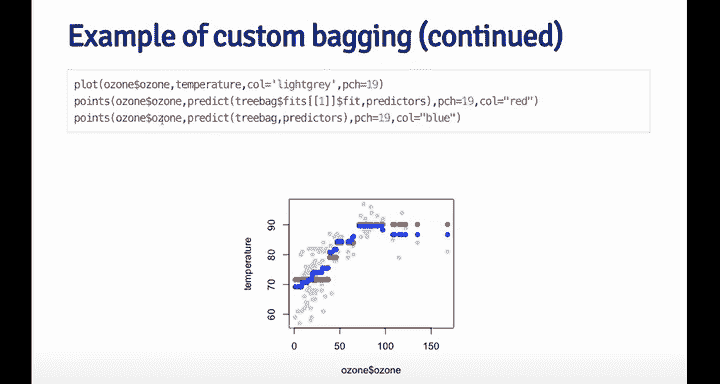 Example of custom bagging (continued)
plot(ozone$ozone,temperature,col='lightgrey',pch=19)
points(ozone$ozone,predict(treebag$fits[[1]]$fit,predictors),pch=19,col="red")
points(ozone$ozone,predict(treebag,predictors),pch=19,col="blue")
90
80
70
60
temperature
0 50 100 150
ozone$ozone